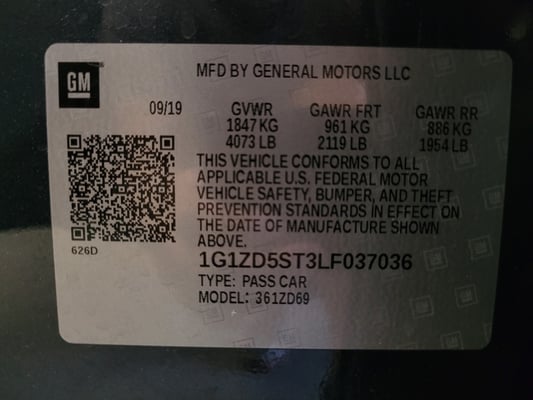 GM
MFD BY GENERAL MOTORS LLC
09/19 GVWR GAWR FRT GAWR RR
1847 KG 961 KG 886 KG
4073 LB 2119 LB 1954 LB
THIS VEHICLE CONFORMS TO ALL
APPLICABLE U.S. FEDERAL MOTOR
VEHICLE SAFETY, BUMPER, AND THEFT
PREVENTION STANDARDS IN EFFECT ON
THE DATE OF MANUFACTURE SHOWN
ABOVE.
626D
1G1ZD5ST3LF037036
TYPE: PASS CAR
MODEL: 361ZD69